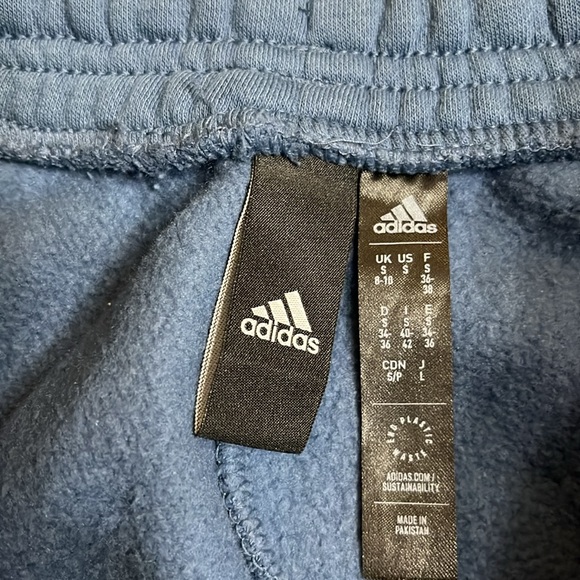 adidas
adidas
UK US F
S S S
8-10 36-
38
D I E
S S S
34- 40- 34-
36 42 36
CDN J
S/P L
END PLASTIC
WASTE
ADIDAS.COM/
SUSTAINABILITY
MADE IN
PAKISTAN